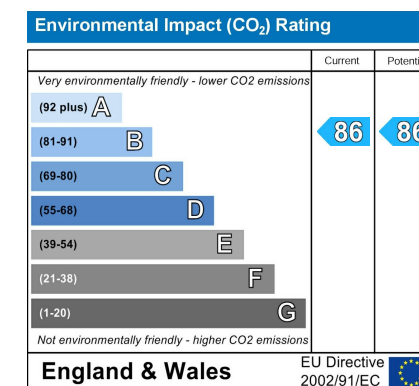 Environmental Impact (CO₂) Rating
Current Potenti
Very environmentally friendly - lower CO2 emissions
(92 plus) A
(81-91) B
86 86
(69-80) C
(55-68) D
(39-54) E
(21-38) F
(1-20) G
Not environmentally friendly - higher CO2 emissions
England & Wales
EU Directive
2002/91/EC